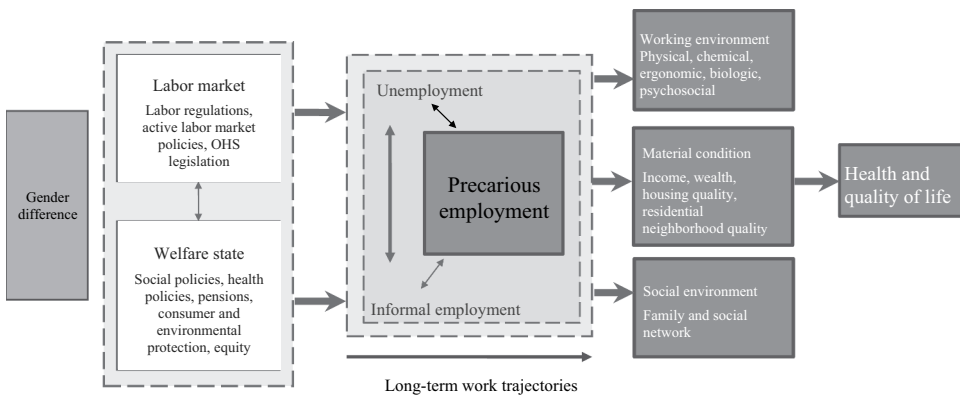 Gender
difference
Labor market
Labor regulations,
active labor market
policies, OHS
legislation
Welfare state
Social policies, health
policies, pensions,
consumer and
environmental
protection, equity
Unemployment
Precarious
employment
Informal employment
Long-term work trajectories
Working environment
Physical, chemical,
ergonomic, biologic,
psychosocial
Material condition
Income, wealth,
housing quality,
residential
neighborhood quality
Social environment
Family and social
network
Health and
quality of life